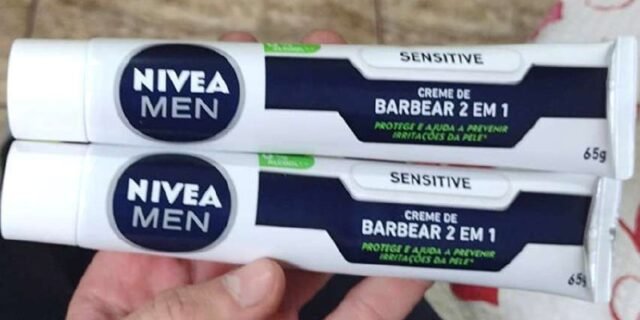 NIVEA
MEN
SENSITIVE
CREME DE
BARBEAR 2 EM 1
PROTEGE E AJUDA A PREVENIR
IRRITAÇÕES DA PELE*
65g
NIVEA
MEN
SENSITIVE
CREME DE
BARBEAR 2 EM 1
PROTEGE E AJUDA A PREVENIR
IRRITAÇÕES DA PELE*
65g